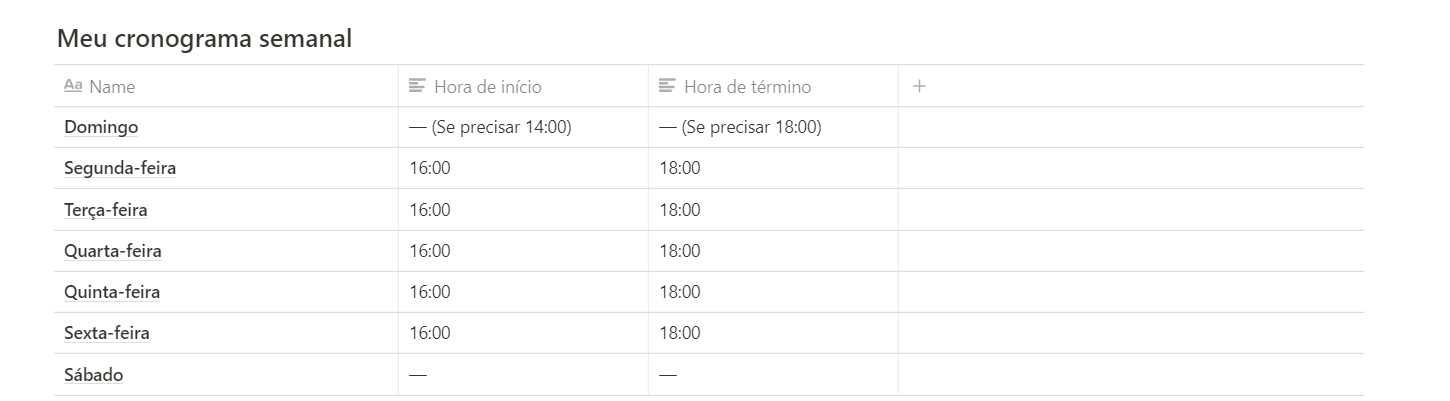 Meu cronograma semanal
Aa Name Hora de início Hora de término +
Domingo — (Se precisar 14:00) — (Se precisar 18:00)
Segunda-feira 16:00 18:00
Terça-feira 16:00 18:00
Quarta-feira 16:00 18:00
Quinta-feira 16:00 18:00
Sexta-feira 16:00 18:00
Sábado — —